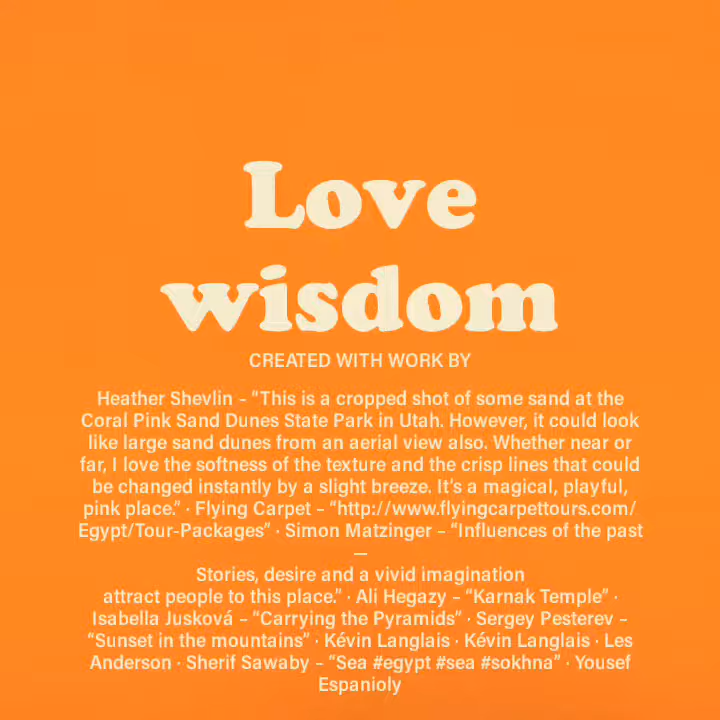 Love
wisdom
CREATED WITH WORK BY
Heather Shevlin – “This is a cropped shot of some sand at the
Coral Pink Sand Dunes State Park in Utah. However, it could look
like large sand dunes from an aerial view also. Whether near or
far, I love the softness of the texture and the crisp lines that could
be changed instantly by a slight breeze. It’s a magical, playful,
pink place.” · Flying Carpet – “http://www.flyingcarpettours.com/
Egypt/Tour-Packages” · Simon Matzinger – “Influences of the past
—
Stories, desire and a vivid imagination
attract people to this place.” · Ali Hegazy – “Karnak Temple” ·
Isabella Jusková – “Carrying the Pyramids” · Sergey Pesterev –
“Sunset in the mountains” · Kévin Langlais · Kévin Langlais · Les
Anderson · Sherif Sawaby – “Sea #egypt #sea #sokhna” · Yousef
Espanioly